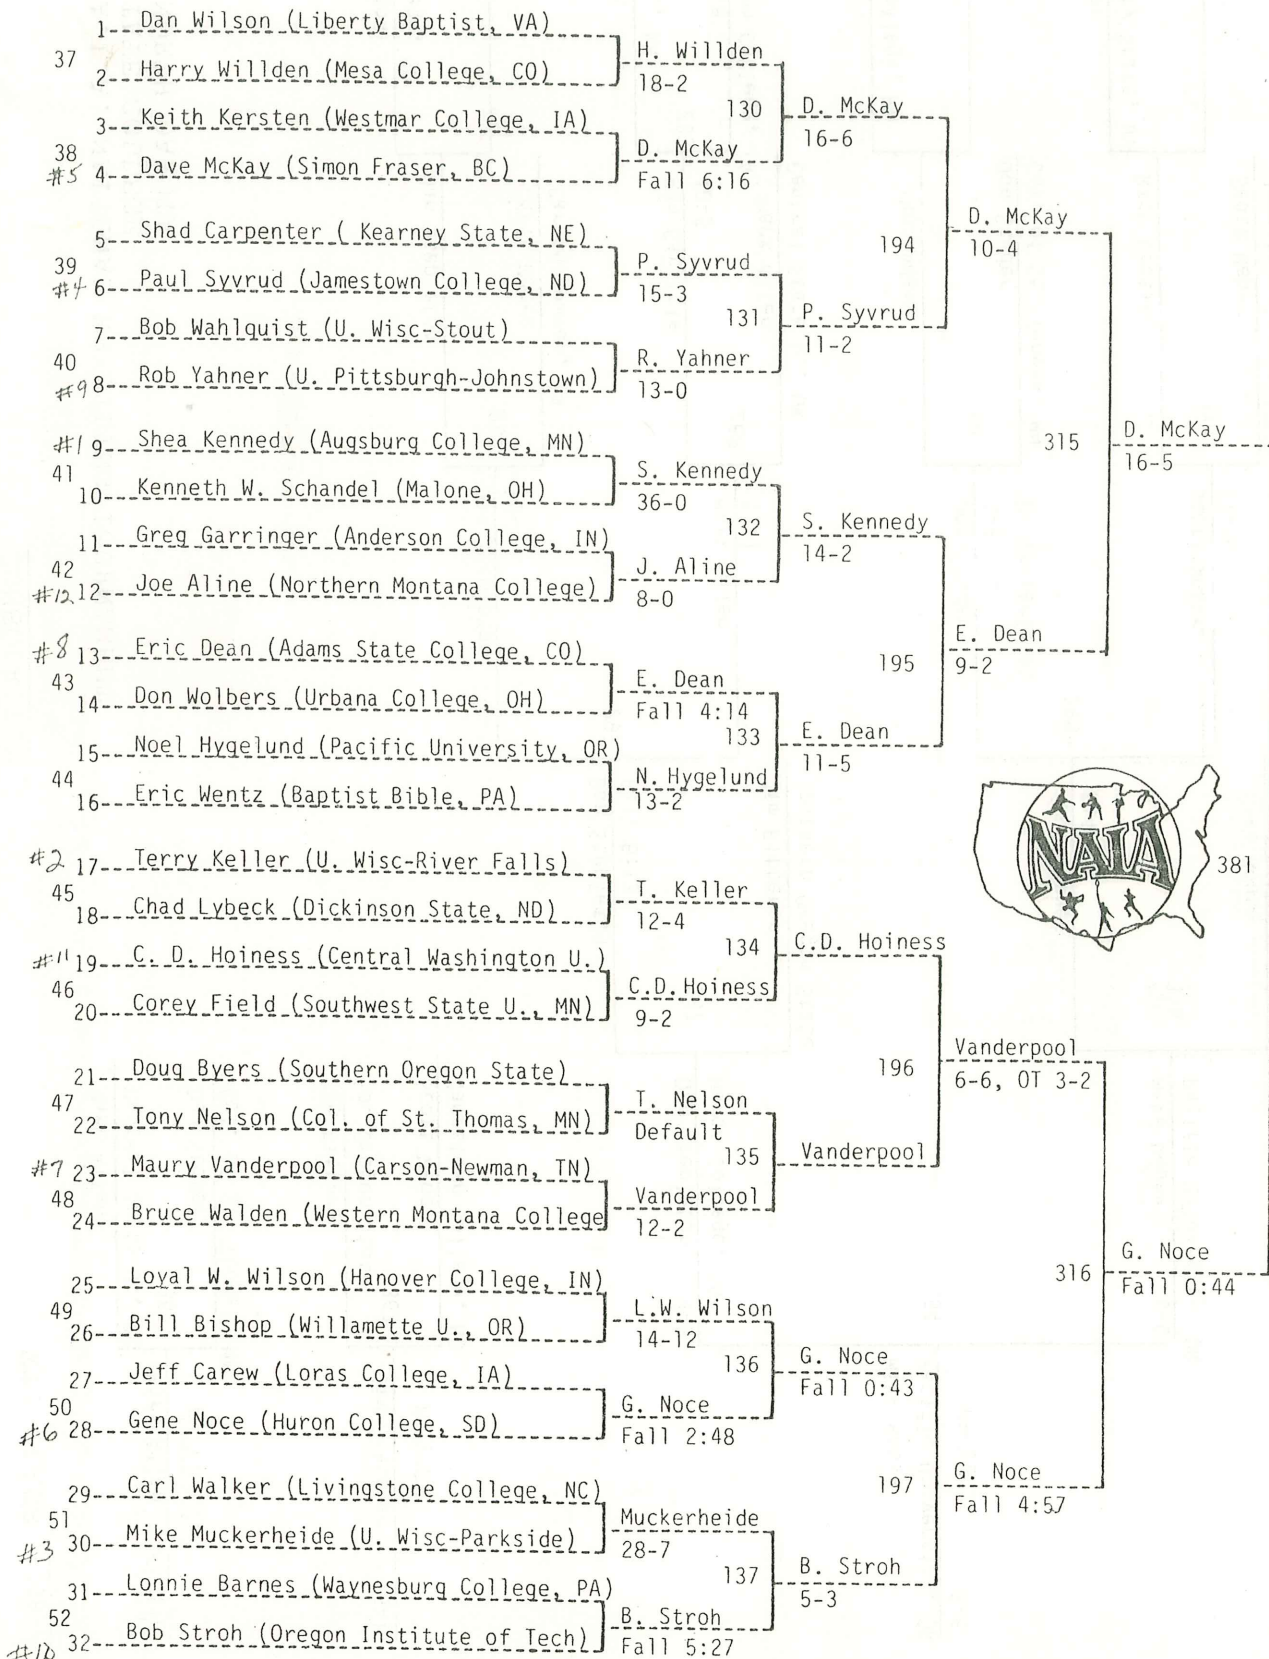 1 Dan Wilson (Liberty Baptist, VA)
37
2 Harry Willden (Mesa College, CO)
H. Willden
18-2
130
3 Keith Kersten (Westmar College, IA)
38
#5 4 Dave McKay (Simon Fraser, BC)
D. McKay
Fall 6:16
D. McKay
16-6
5 Shad Carpenter ( Kearney State, NE)
39
#4 6 Paul Syvrud (Jamestown College, ND)
P. Syvrud
15-3
131
7 Bob Wahlquist (U. Wisc-Stout)
40
#9 8 Rob Yahner (U. Pittsburgh-Johnstown)
R. Yahner
13-0
P. Syvrud
11-2
194
D. McKay
10-4
#1 9 Shea Kennedy (Augsburg College, MN)
41
10 Kenneth W. Schandel (Malone, OH)
S. Kennedy
36-0
132
11 Greg Garringer (Anderson College, IN)
42
#12 12 Joe Aline (Northern Montana College)
J. Aline
8-0
S. Kennedy
14-2
#8 13 Eric Dean (Adams State College, CO)
43
14 Don Wolbers (Urbana College, OH)
E. Dean
Fall 4:14
133
15 Noel Hygelund (Pacific University, OR)
44
16 Eric Wentz (Baptist Bible, PA)
N. Hygelund
13-2
E. Dean
11-5
195
E. Dean
9-2
315
D. McKay
16-5
NAIA
381
#2 17 Terry Keller (U. Wisc-River Falls)
45
18 Chad Lybeck (Dickinson State, ND)
T. Keller
12-4
134
#11 19 C. D. Hoiness (Central Washington U.)
46
20 Corey Field (Southwest State U., MN)
C.D. Hoiness
9-2
C.D. Hoiness
21 Doug Byers (Southern Oregon State)
47
22 Tony Nelson (Col. of St. Thomas, MN)
T. Nelson
Default
135
#7 23 Maury Vanderpool (Carson-Newman, TN)
48
24 Bruce Walden (Western Montana College
Vanderpool
12-2
Vanderpool
196
Vanderpool
6-6, OT 3-2
25 Loyal W. Wilson (Hanover College, IN)
49
26 Bill Bishop (Willamette U., OR)
L.W. Wilson
14-12
136
27 Jeff Carew (Loras College, IA)
50
#6 28 Gene Noce (Huron College, SD)
G. Noce
Fall 2:48
G. Noce
Fall 0:43
29 Carl Walker (Livingstone College, NC)
51
#3 30 Mike Muckerheide (U. Wisc-Parkside)
Muckerheide
28-7
137
31 Lonnie Barnes (Waynesburg College, PA)
52
#10 32 Bob Stroh (Oregon Institute of Tech)
B. Stroh
Fall 5:27
B. Stroh
5-3
197
G. Noce
Fall 4:57
316
G. Noce
Fall 0:44